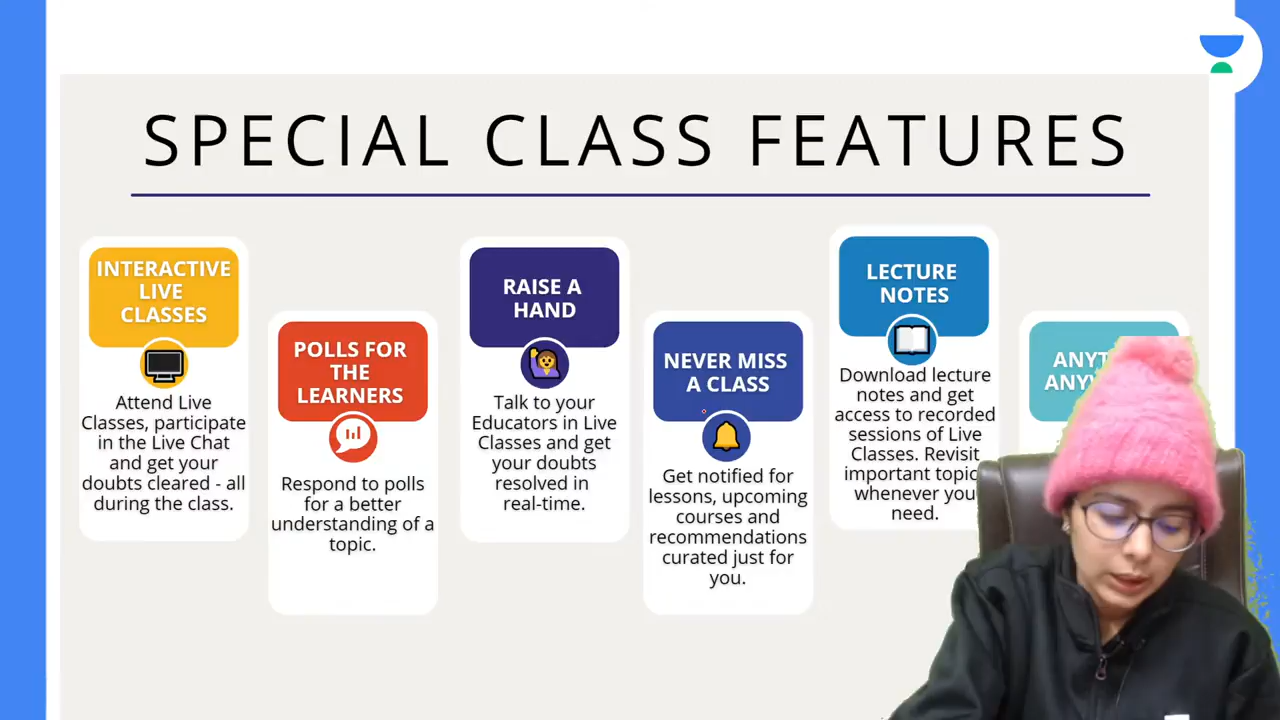 SPECIAL CLASS FEATURES
INTERACTIVE
LIVE
CLASSES
Attend Live
Classes, participate
in the Live Chat
and get your
doubts cleared - all
during the class.
POLLS FOR
THE
LEARNERS
Respond to polls
for a better
understanding of a
topic.
RAISE A
HAND
Talk to your
Educators in Live
Classes and get
your doubts
resolved in
real-time.
NEVER MISS
A CLASS
Get notified for
lessons, upcoming
courses and
recommendations
curated just for
you.
LECTURE
NOTES
Download lecture
notes and get
access to recorded
sessions of Live
Classes. Revisit
important
whenever you
need.